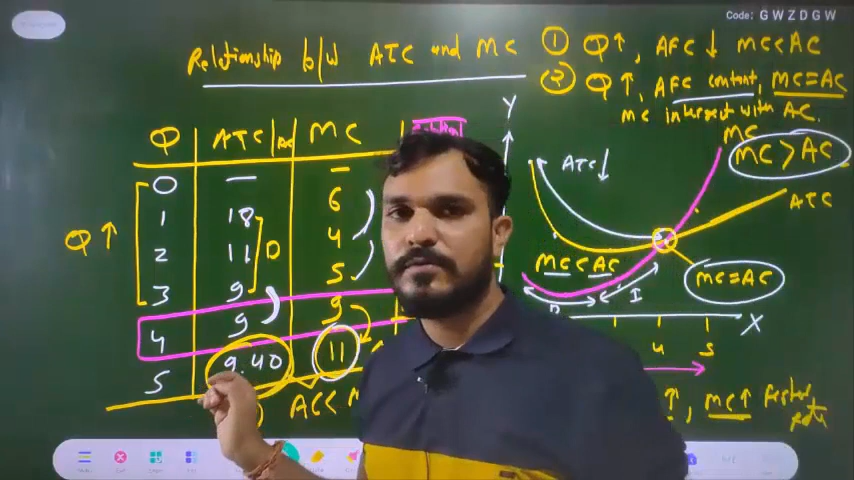 Code: GWZDGW
Relationship b/w ATC and MC
① Q↑, AFC ↓ MC<AC
② Q↑, AFC contant, MC=AC
MC intersect with AC.
Q ATC/AC MC
0 – –
1 18 6
2 11 4
3 9 5
4 9 9
5 9.40 11
Q↑
D
Y
MC
MC > AC
ATC↓
ATC
MC < AC
MC=AC
D I
X
4 5
AC<
↑, MC↑